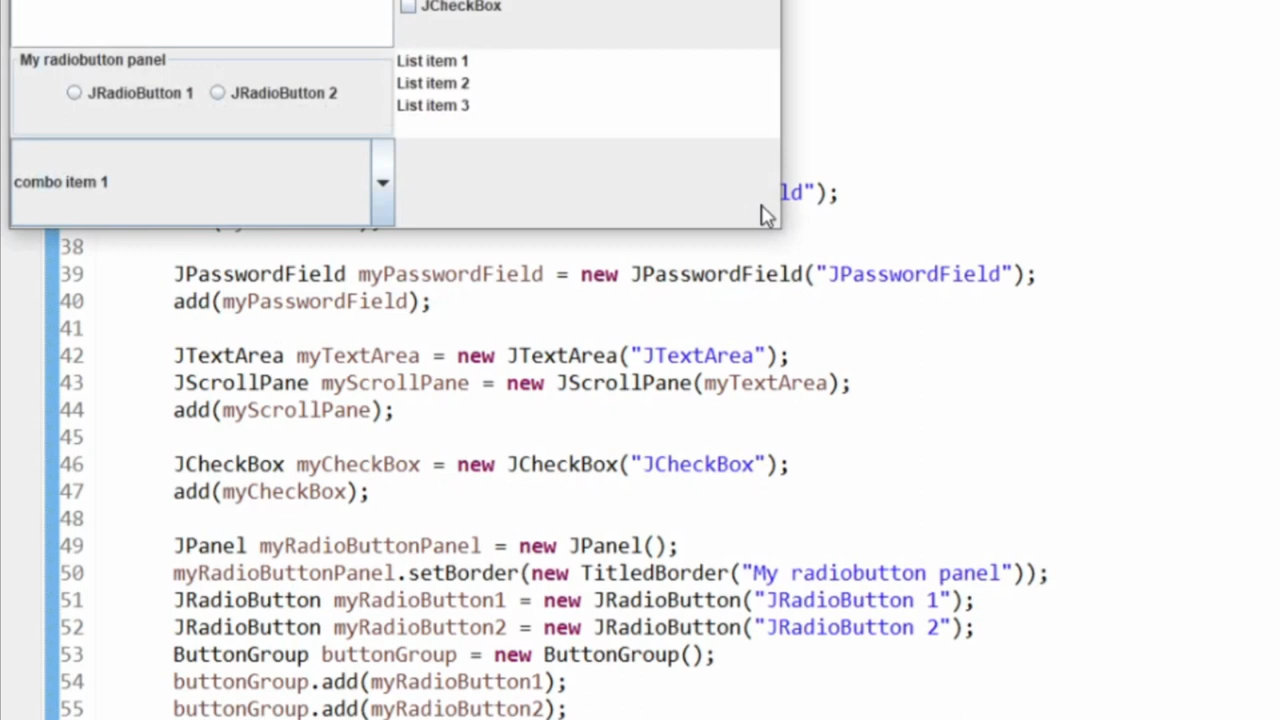 JCheckBox
My radiobutton panel
JRadioButton 1 JRadioButton 2
List item 1
List item 2
List item 3
combo item 1
ld");
38
39 JPasswordField myPasswordField = new JPasswordField("JPasswordField");
40 add(myPasswordField);
41
42 JTextArea myTextArea = new JTextArea("JTextArea");
43 JScrollPane myScrollPane = new JScrollPane(myTextArea);
44 add(myScrollPane);
45
46 JCheckBox myCheckBox = new JCheckBox("JCheckBox");
47 add(myCheckBox);
48
49 JPanel myRadioButtonPanel = new JPanel();
50 myRadioButtonPanel.setBorder(new TitledBorder("My radiobutton panel"));
51 JRadioButton myRadioButton1 = new JRadioButton("JRadioButton 1");
52 JRadioButton myRadioButton2 = new JRadioButton("JRadioButton 2");
53 ButtonGroup buttonGroup = new ButtonGroup();
54 buttonGroup.add(myRadioButton1);
55 buttonGroup.add(myRadioButton2);